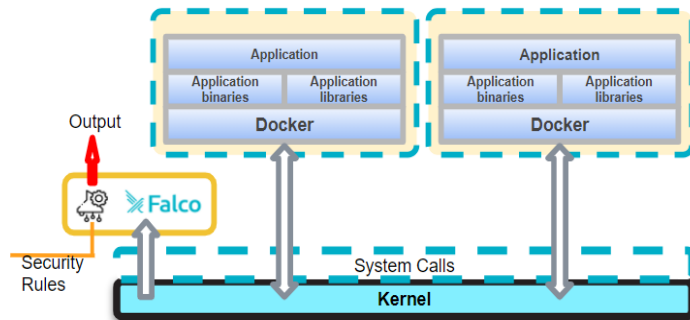 Application
Application
binaries
Application
libraries
Docker
Application
Application
binaries
Application
libraries
Docker
Output
Falco
Security
Rules
System Calls
Kernel